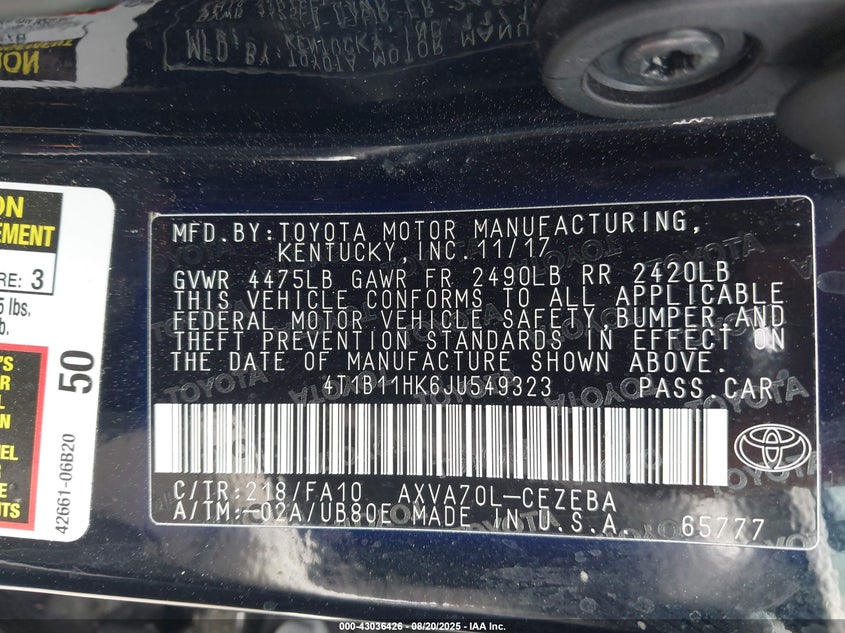 MFD.BY:TOYOTA MOTOR MANUFACTURING,
KENTUCKY,INC.11/17
GVWR 4475LB GAWR FR 2490LB RR 2420LB
THIS VEHICLE CONFORMS TO ALL APPLICABLE
FEDERAL MOTOR VEHICLE SAFETY,BUMPER,AND
THEFT PREVENTION STANDARDS IN EFFECT ON
THE DATE OF MANUFACTURE SHOWN ABOVE.
4T1B11HK6JU549323 PASS CAR
C/TR:218/FA10 AXVA70L-CEZEBA
A/TM:-02A/UB80E MADE IN U.S.A. 65777
ON
EMENT
RE: 3
5 lbs.
b.
50
42661-06B20
000-43036426 - 08/20/2025 - IAA Inc.